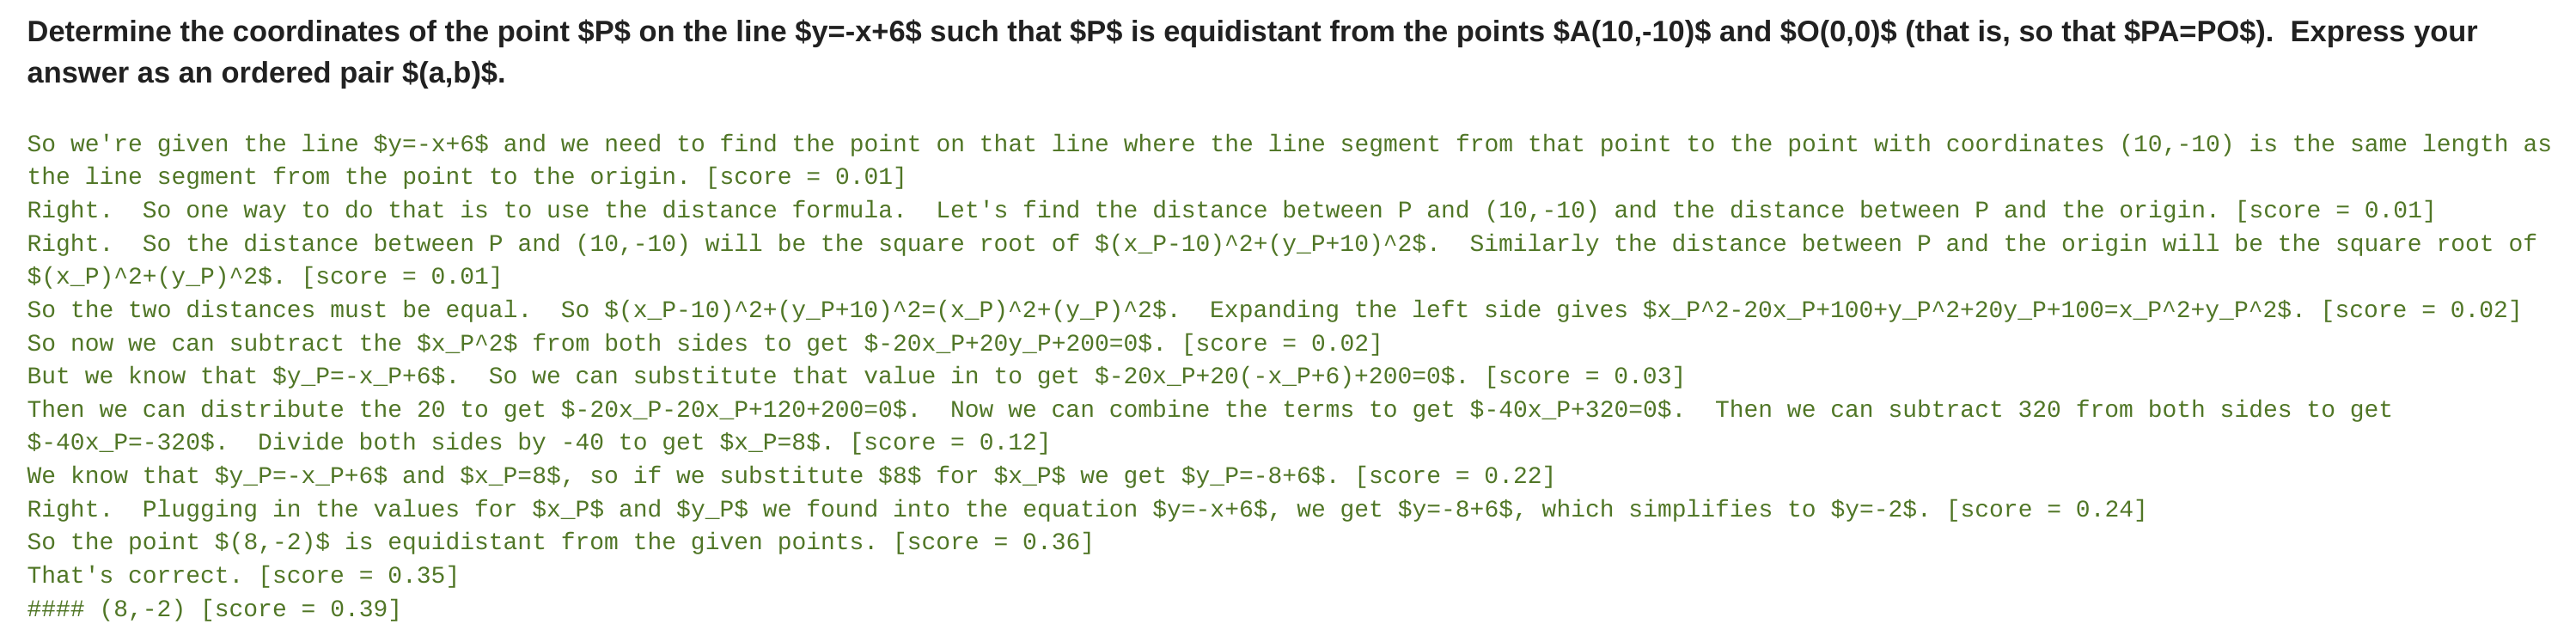 Determine the coordinates of the point $P$ on the line $y=-x+6$ such that $P$ is equidistant from the points $A(10,-10)$ and $O(0,0)$ (that is, so that $PA=PO$).  Express your
answer as an ordered pair $(a,b)$.
So we're given the line $y=-x+6$ and we need to find the point on that line where the line segment from that point to the point with coordinates (10,-10) is the same length as
the line segment from the point to the origin. [score = 0.01]
Right.  So one way to do that is to use the distance formula.  Let's find the distance between P and (10,-10) and the distance between P and the origin. [score = 0.01]
Right.  So the distance between P and (10,-10) will be the square root of $(x_P-10)^2+(y_P+10)^2$.  Similarly the distance between P and the origin will be the square root of
$(x_P)^2+(y_P)^2$. [score = 0.01]
So the two distances must be equal.  So $(x_P-10)^2+(y_P+10)^2=(x_P)^2+(y_P)^2$.  Expanding the left side gives $x_P^2-20x_P+100+y_P^2+20y_P+100=x_P^2+y_P^2$. [score = 0.02]
So now we can subtract the $x_P^2$ from both sides to get $-20x_P+20y_P+200=0$. [score = 0.02]
But we know that $y_P=-x_P+6$.  So we can substitute that value in to get $-20x_P+20(-x_P+6)+200=0$. [score = 0.03]
Then we can distribute the 20 to get $-20x_P-20x_P+120+200=0$.  Now we can combine the terms to get $-40x_P+320=0$.  Then we can subtract 320 from both sides to get
$-40x_P=-320$.  Divide both sides by -40 to get $x_P=8$. [score = 0.12]
We know that $y_P=-x_P+6$ and $x_P=8$, so if we substitute $8$ for $x_P$ we get $y_P=-8+6$. [score = 0.22]
Right.  Plugging in the values for $x_P$ and $y_P$ we found into the equation $y=-x+6$, we get $y=-8+6$, which simplifies to $y=-2$. [score = 0.24]
So the point $(8,-2)$ is equidistant from the given points. [score = 0.36]
That's correct. [score = 0.35]
#### (8,-2) [score = 0.39]